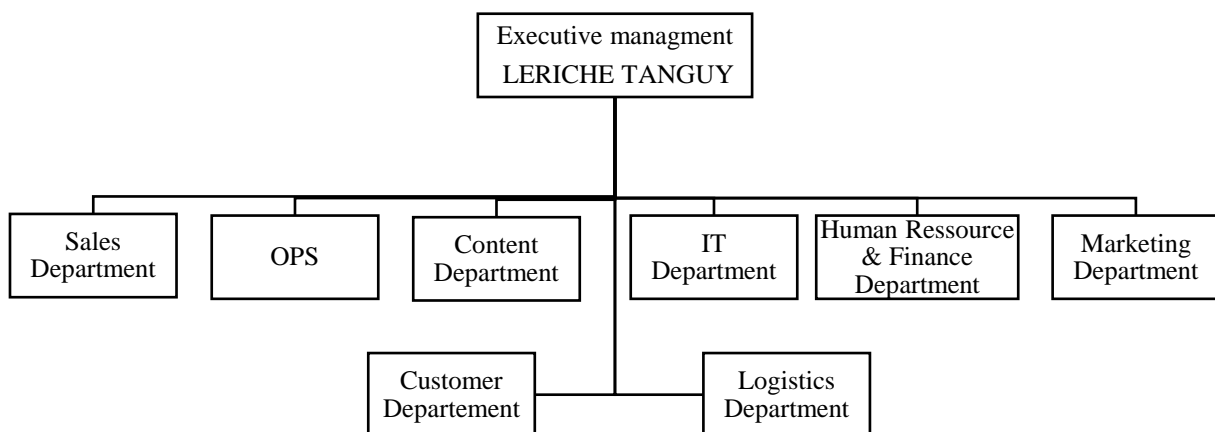 Executive managment
LERICHE TANGUY
Sales
Department
OPS
Content
Department
IT
Department
Human Ressource
& Finance
Department
Marketing
Department
Customer
Departement
Logistics
Department